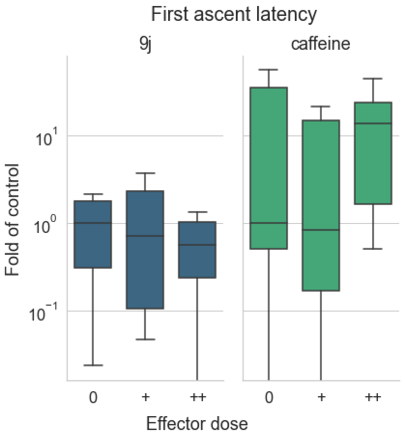 First ascent latency
9j
caffeine
Fold of control
10^1
10^0
10^-1
0
+
++
0
+
++
Effector dose